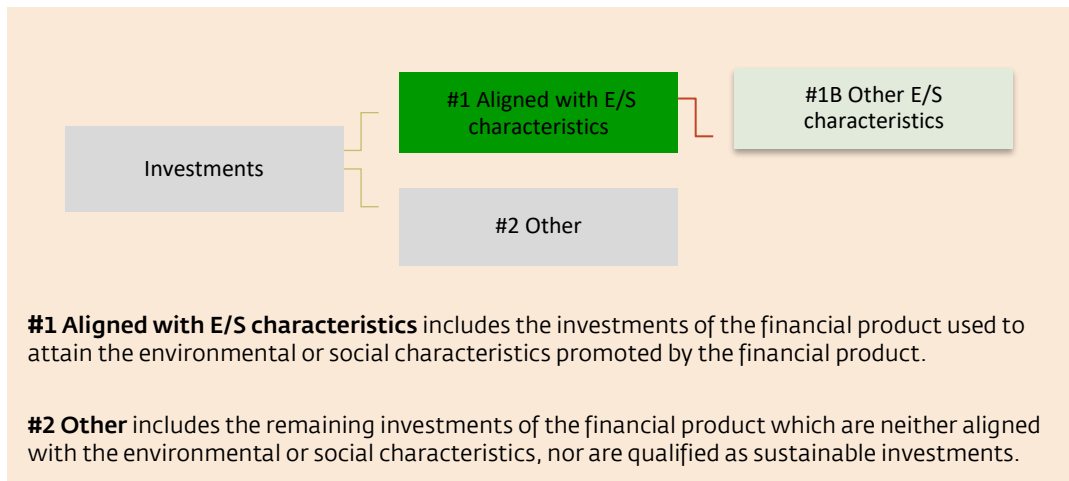 #1 Aligned with E/S
characteristics
#1B Other E/S
characteristics
Investments
#2 Other
#1 Aligned with E/S characteristics includes the investments of the financial product used to
attain the environmental or social characteristics promoted by the financial product.
#2 Other includes the remaining investments of the financial product which are neither aligned
with the environmental or social characteristics, nor are qualified as sustainable investments.